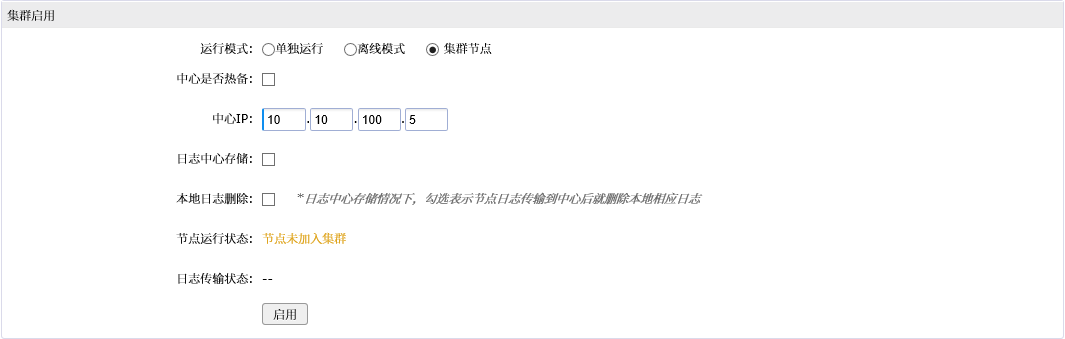 集群启用
运行模式: 单独运行 离线模式 集群节点
中心是否热备:
中心IP: 10 . 10 . 100 . 5
日志中心存储:
本地日志删除: *日志中心存储情况下，勾选表示节点日志传输到中心后就删除本地相应日志
节点运行状态: 节点未加入集群
日志传输状态: --
启用